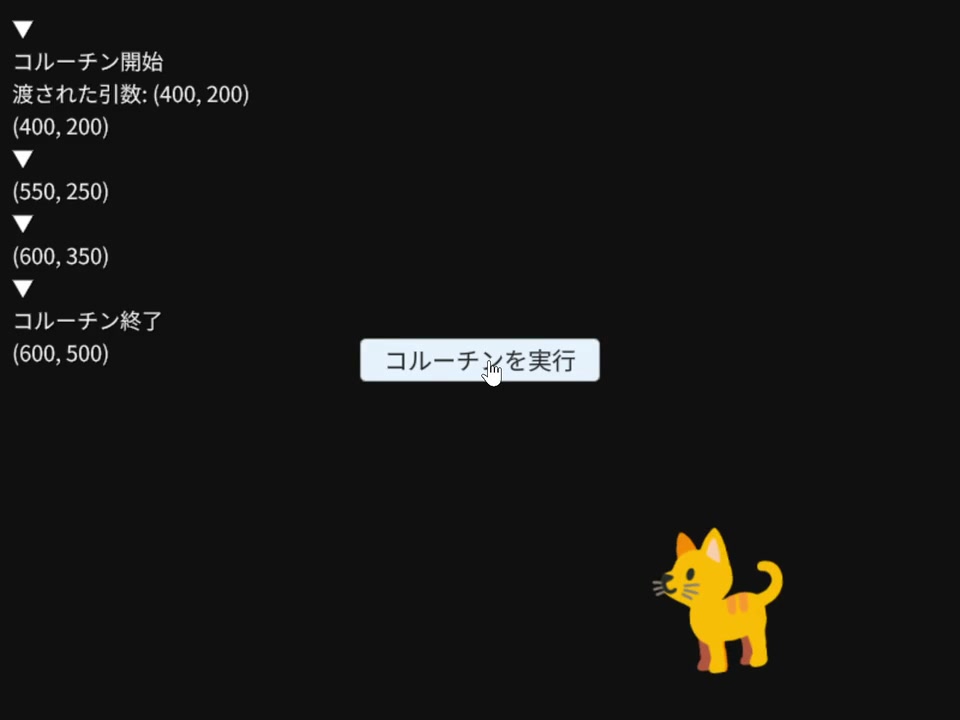 ▼
コルーチン開始
渡された引数: (400, 200)
(400, 200)
▼
(550, 250)
▼
(600, 350)
▼
コルーチン終了
(600, 500)
コルーチンを実行